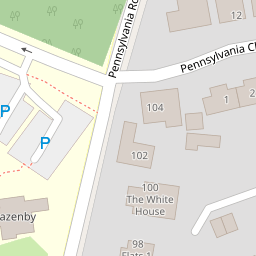 12
Pennsylvania Ro
Pennsylvania Cl
104
1
2
P
P
102
100
The White
House
azenby
98
Flats 1